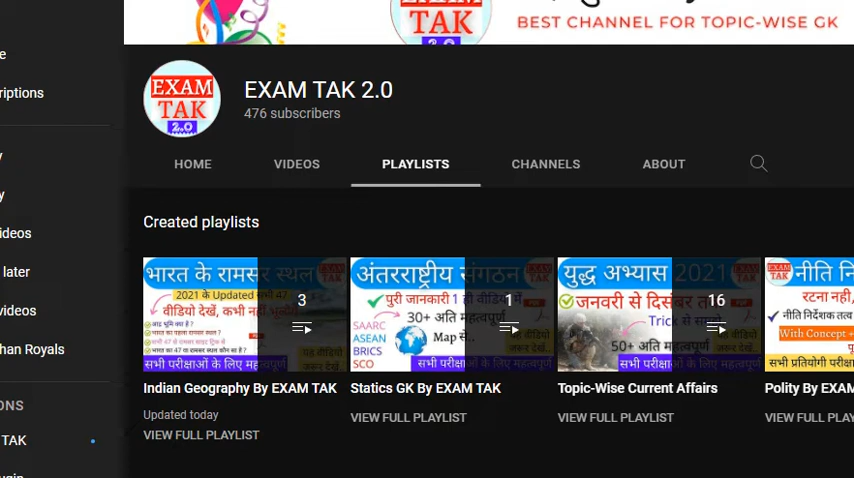 BEST CHANNEL FOR TOPIC-WISE GK
EXAM
TAK
2.0
EXAM TAK 2.0
476 subscribers
HOME
VIDEOS
PLAYLISTS
CHANNELS
ABOUT
riptions
ideos
later
videos
han Royals
ONS
TAK
Created playlists
भारत के रामसर स्थल
2021 के Updated सभी 47
वीडियो देखें, कभी नहीं भूलोगे
सभी परीक्षाओं के लिए महत्वपूर्ण
3
Indian Geography By EXAM TAK
Updated today
VIEW FULL PLAYLIST
अंतरराष्ट्रीय संगठन
पुरी जानकारी 1 ही वीडियो में
30+ अति महत्वपूर्ण
SAARC
ASEAN
BRICS
SCO
Map से..
सभी परीक्षाओं के लिए महत्वपूर्ण
1
Statics GK By EXAM TAK
VIEW FULL PLAYLIST
युद्ध अभ्यास 2021
जनवरी से दिसंबर तक
Trick से
50+ अति महत्वपूर्ण
सभी परीक्षाओं के लिए महत्वपूर्ण
16
Topic-Wise Current Affairs
VIEW FULL PLAYLIST
EXAM
TAK
नीति नि
रटना नही,
नीति निर्देशक तत्व
With Concept +
सभी प्रतियोगी परीक्षा
Polity By EXAM
VIEW FULL PLAY